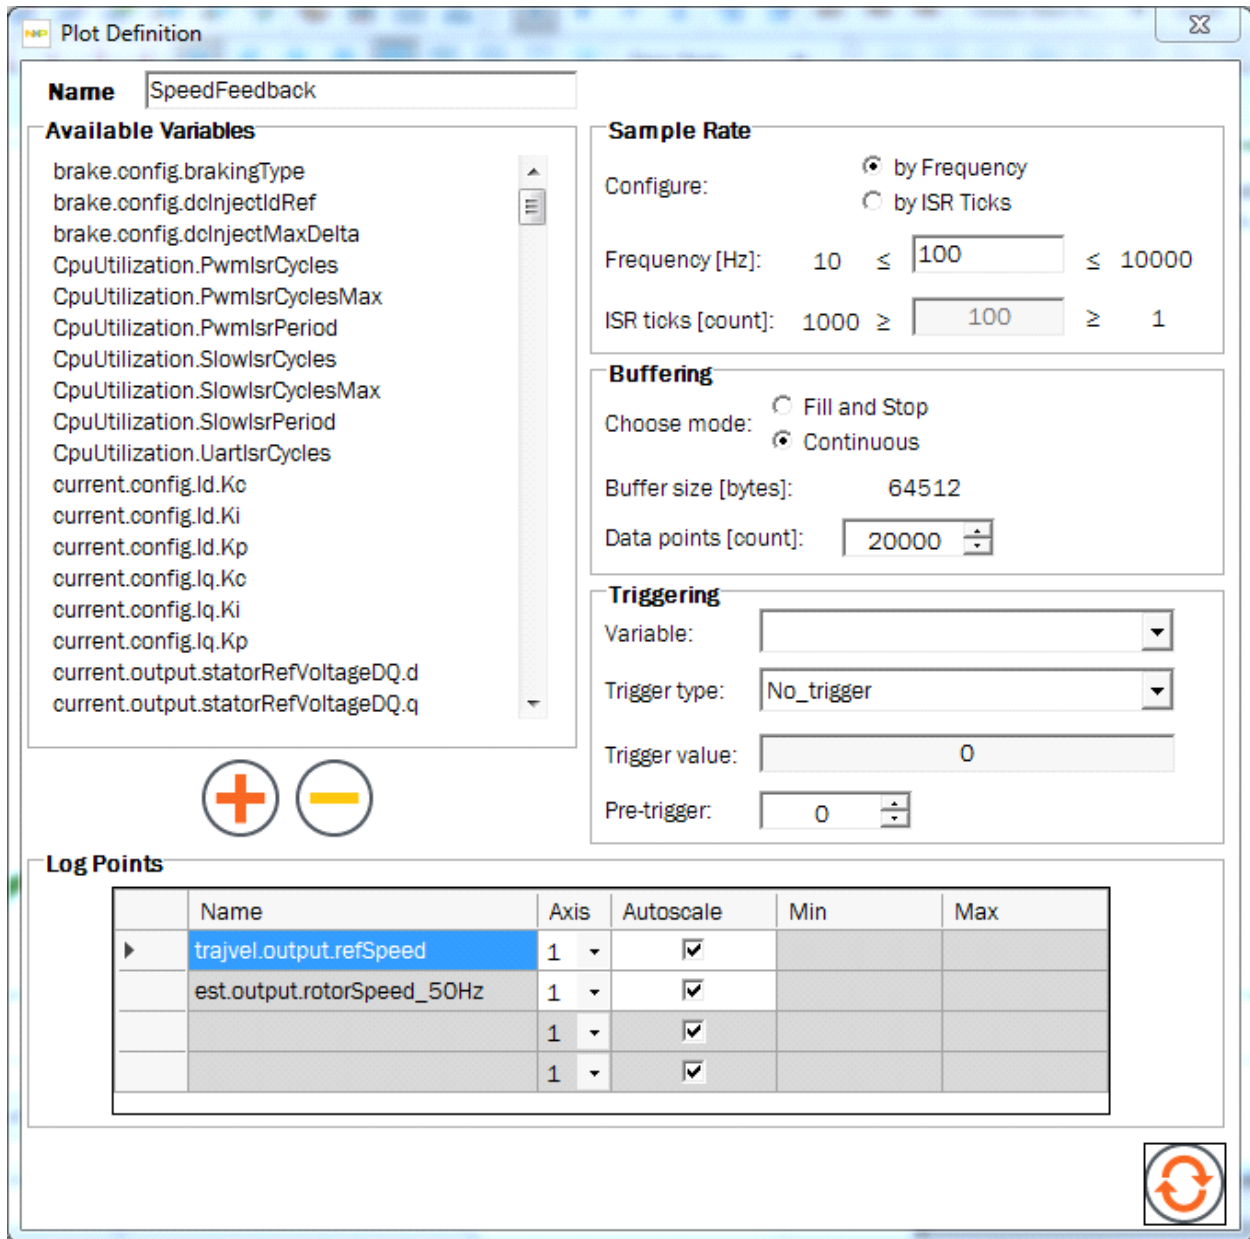 NXP Plot Definition
Name SpeedFeedback
Available Variables
brake.config.brakingType
brake.config.dcInjectIdRef
brake.config.dcInjectMaxDelta
CpuUtilization.PwmIsrCycles
CpuUtilization.PwmIsrCyclesMax
CpuUtilization.PwmIsrPeriod
CpuUtilization.SlowIsrCycles
CpuUtilization.SlowIsrCyclesMax
CpuUtilization.SlowIsrPeriod
CpuUtilization.UartIsrCycles
current.config.Id.Kc
current.config.Id.Ki
current.config.Id.Kp
current.config.Iq.Kc
current.config.Iq.Ki
current.config.Iq.Kp
current.output.statorRefVoltageDQ.d
current.output.statorRefVoltageDQ.q
Sample Rate
Configure: by Frequency
by ISR Ticks
Frequency [Hz]: 10 ≤ 100 ≤ 10000
ISR ticks [count]: 1000 ≥ 100 ≥ 1
Buffering
Choose mode: Fill and Stop
Continuous
Buffer size [bytes]: 64512
Data points [count]: 20000
Triggering
Variable:
Trigger type: No_trigger
Trigger value: 0
Pre-trigger: 0
Log Points
Name Axis Autoscale Min Max
trajvel.output.refSpeed 1
est.output.rotorSpeed_50Hz 1
1
1